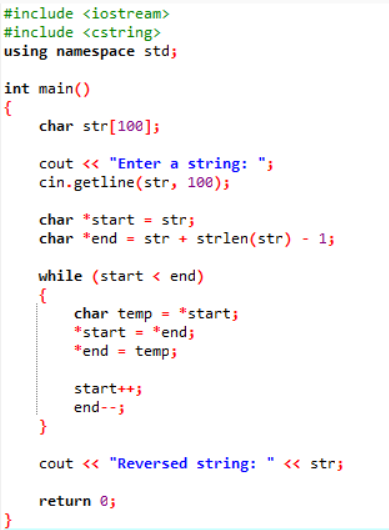 #include <iostream>
#include <cstring>
using namespace std;

int main()
{
    char str[100];

    cout << "Enter a string: ";
    cin.getline(str, 100);

    char *start = str;
    char *end = str + strlen(str) - 1;

    while (start < end)
    {
        char temp = *start;
        *start = *end;
        *end = temp;

        start++;
        end--;
    }

    cout << "Reversed string: " << str;

    return 0;
}